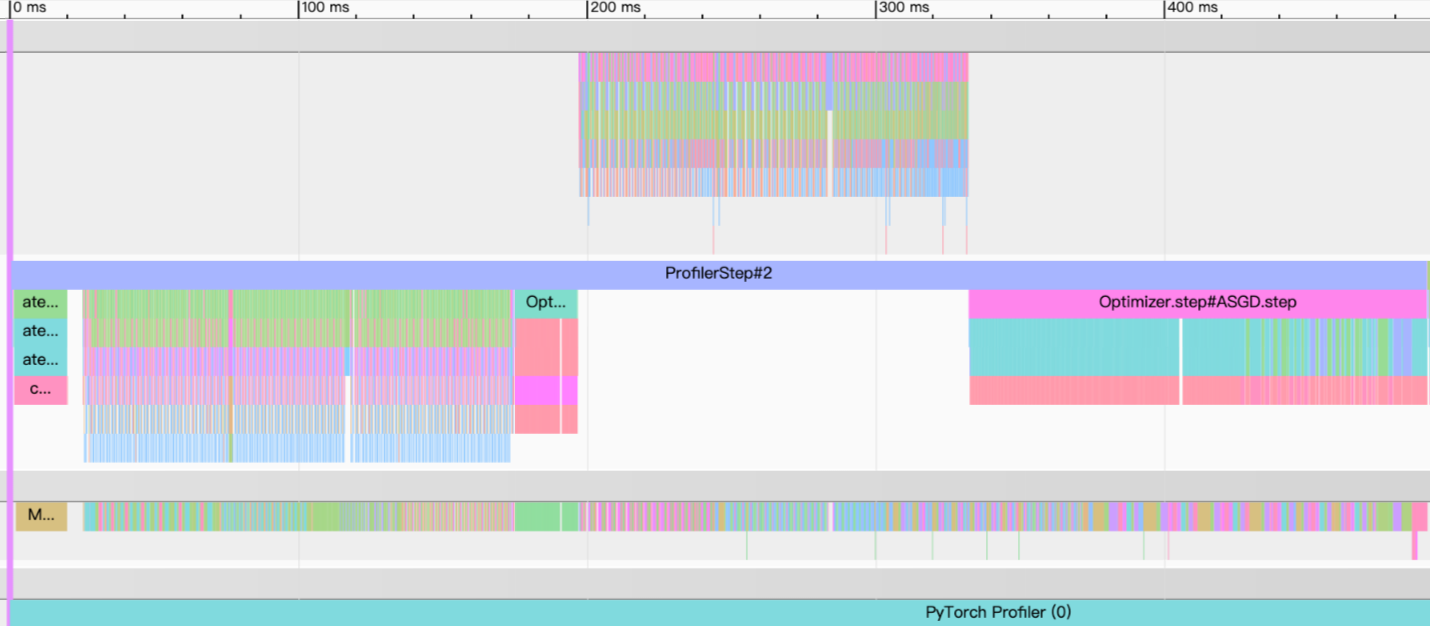 0 ms 100 ms 200 ms 300 ms 400 ms
ProfilerStep#2
ate... Opt... Optimizer.step#ASGD.step
ate...
ate...
c...
M...
PyTorch Profiler (0)